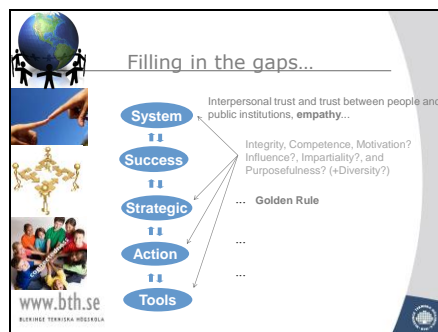 Filling in the gaps…
Interpersonal trust and trust between people and
public institutions, empathy…
System
Integrity, Competence, Motivation?
Influence?, Impartiality?, and
Purposefulness? (+Diversity?)
Success
Strategic
… Golden Rule
…
Action
…
Tools
www.bth.se
BLEKINGE TEKNISKA HÖGSKOLA